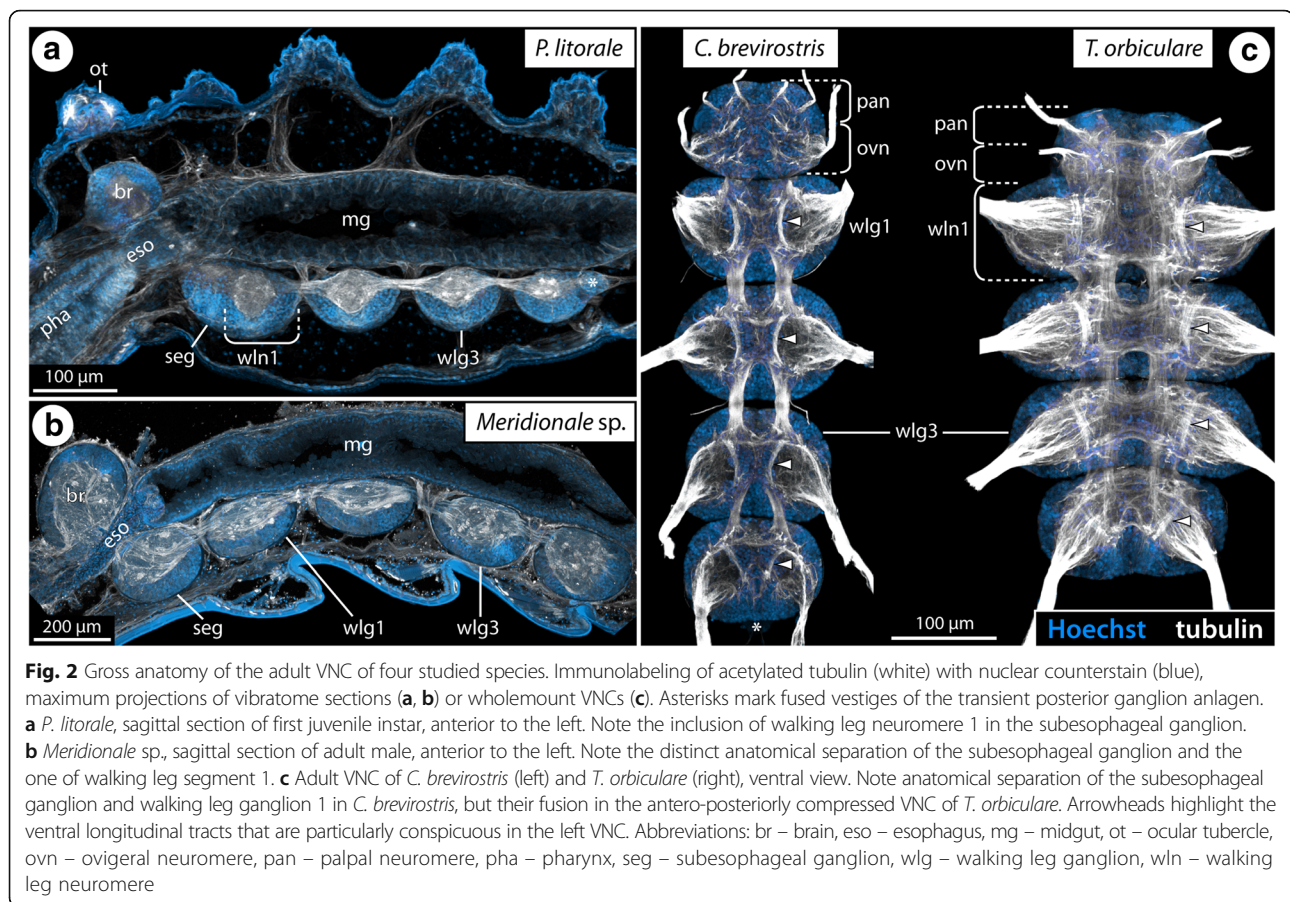 a
P. litorale
ot
br
eso
mg
pha
seg
wln1
wlg3
*
100 µm
b
Meridionale sp.
br
mg
eso
seg
wlg1
wlg3
200 µm
C. brevirostris
T. orbiculare
c
pan
ovn
wlg1
pan
ovn
wln1
wlg3
*
100 µm
Hoechst tubulin
Fig. 2 Gross anatomy of the adult VNC of four studied species. Immunolabeling of acetylated tubulin (white) with nuclear counterstain (blue),
maximum projections of vibratome sections (a, b) or wholemount VNCs (c). Asterisks mark fused vestiges of the transient posterior ganglion anlagen.
a P. litorale, sagittal section of first juvenile instar, anterior to the left. Note the inclusion of walking leg neuromere 1 in the subesophageal ganglion.
b Meridionale sp., sagittal section of adult male, anterior to the left. Note the distinct anatomical separation of the subesophageal ganglion and the
one of walking leg segment 1. c Adult VNC of C. brevirostris (left) and T. orbiculare (right), ventral view. Note anatomical separation of the subesophageal
ganglion and walking leg ganglion 1 in C. brevirostris, but their fusion in the antero-posteriorly compressed VNC of T. orbiculare. Arrowheads highlight the
ventral longitudinal tracts that are particularly conspicuous in the left VNC. Abbreviations: br – brain, eso – esophagus, mg – midgut, ot – ocular tubercle,
ovn – ovigeral neuromere, pan – palpal neuromere, pha – pharynx, seg – subesophageal ganglion, wlg – walking leg ganglion, wln – walking
leg neuromere